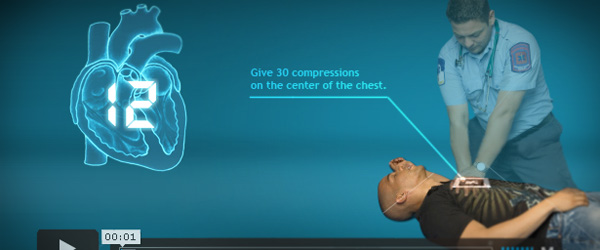 12
Give 30 compressions
on the center of the chest.
00:01